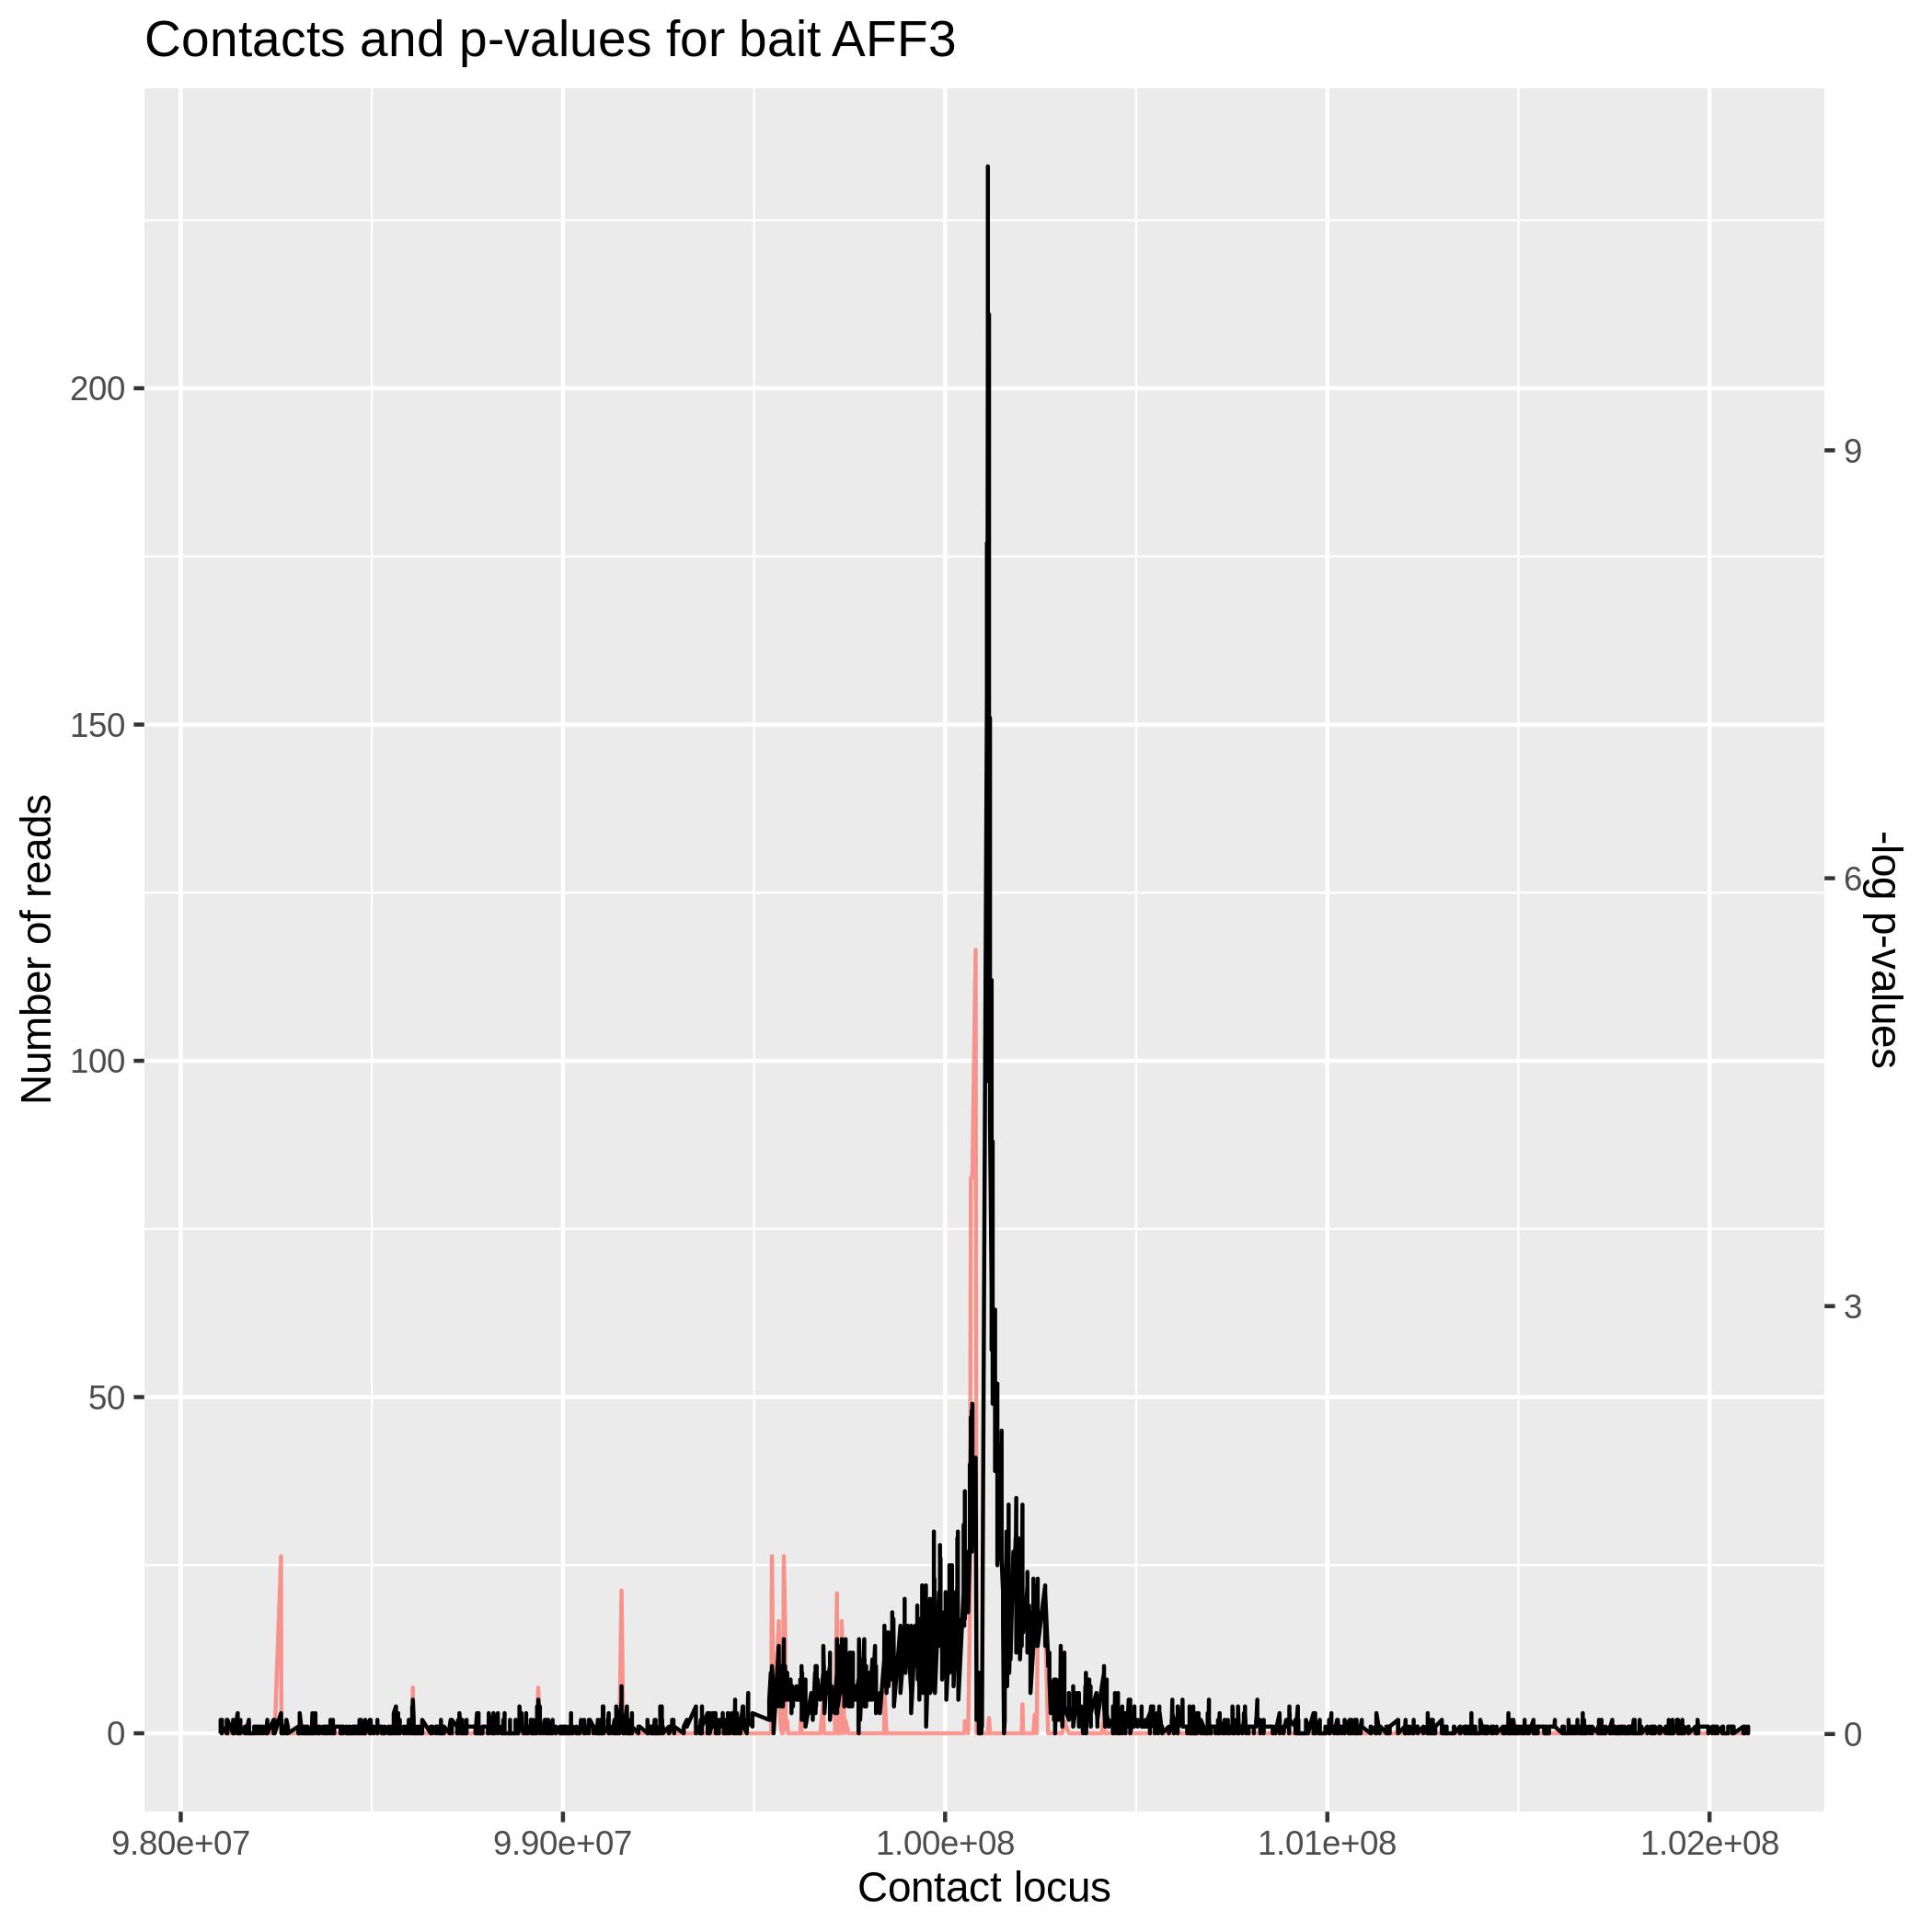 Contacts and p-values for bait AFF3
Number of reads
200
150
100
50
0
9
6
3
0
-log p-values
9.80e+07
9.90e+07
1.00e+08
1.01e+08
1.02e+08
Contact locus